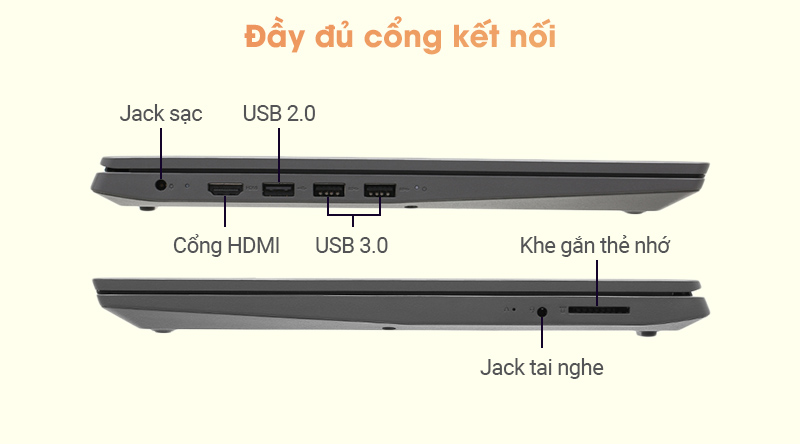 Đầy đủ cổng kết nối
Jack sạc
USB 2.0
Cổng HDMI
USB 3.0
Khe gắn thẻ nhớ
Jack tai nghe